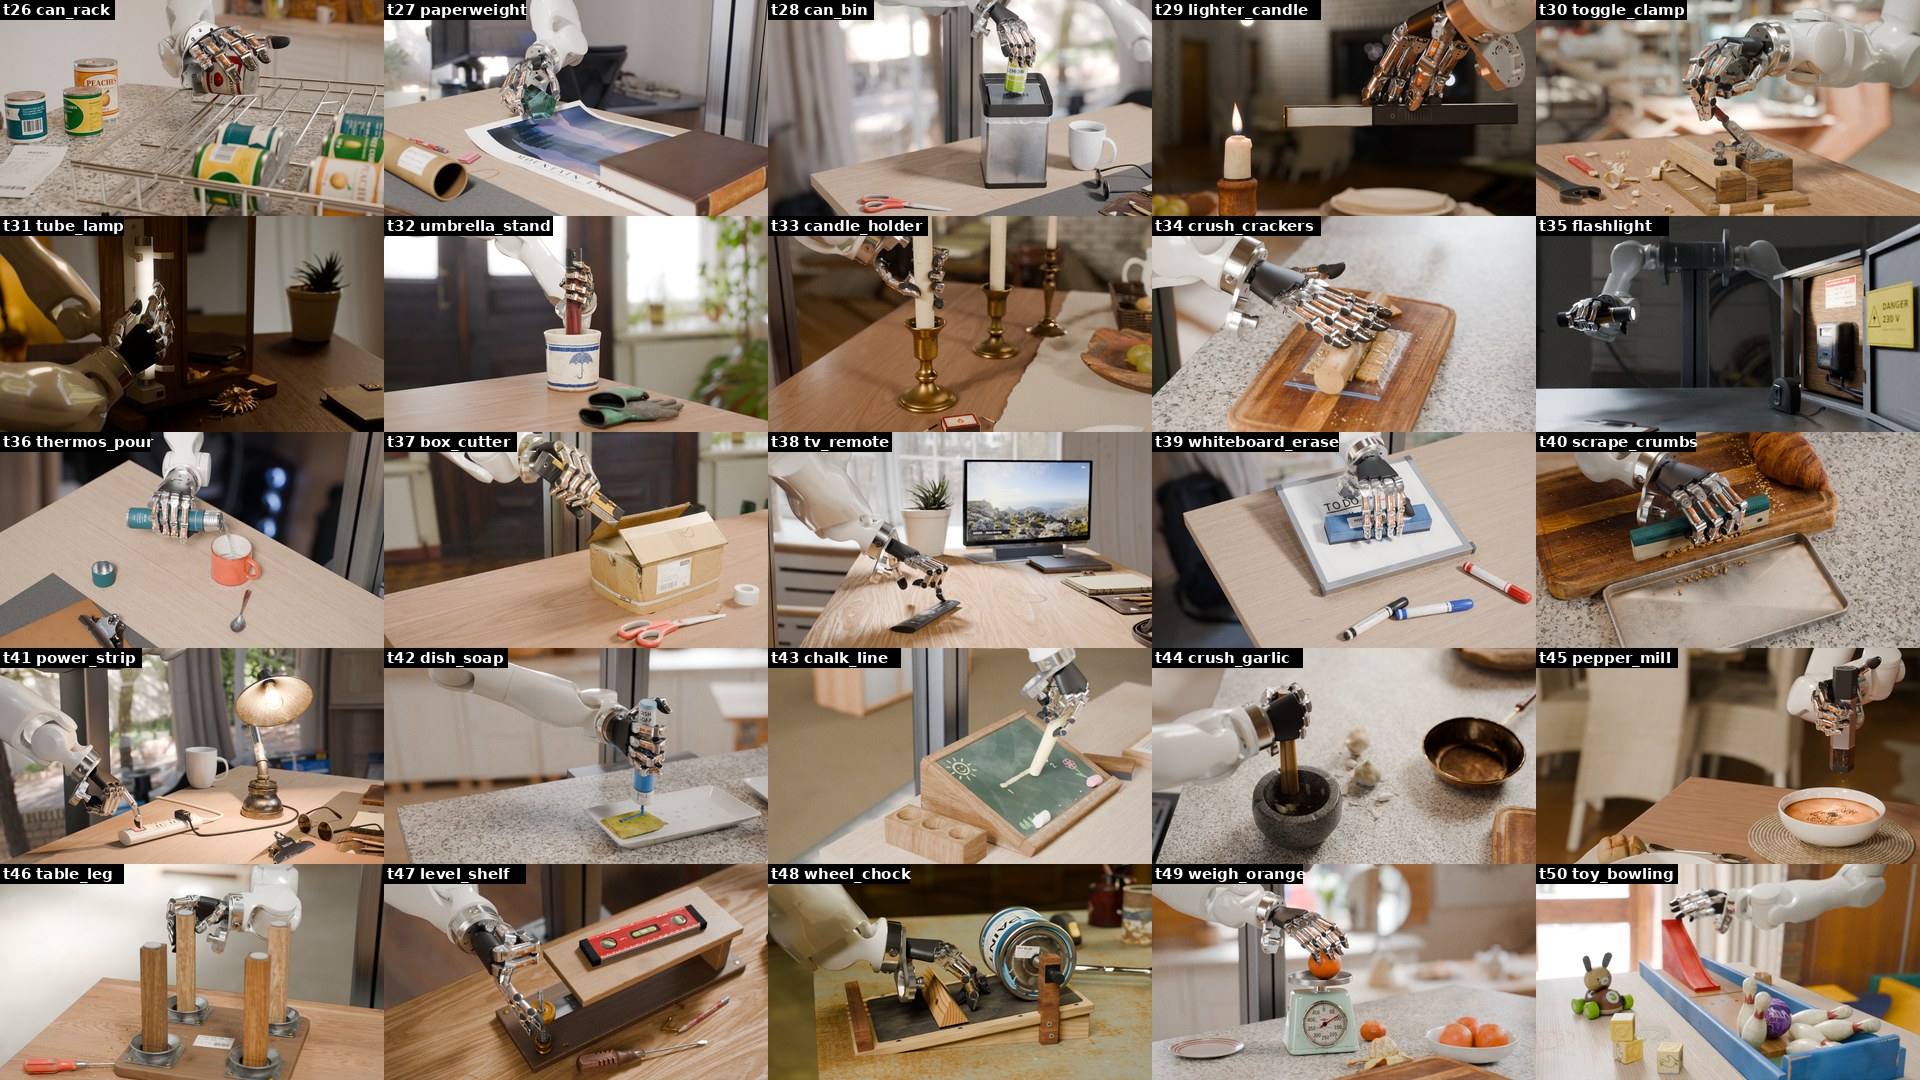 t26 can_rack
t27 paperweight
t28 can_bin
t29 lighter_candle
t30 toggle_clamp
PEACHES
t31 tube_lamp
t32 umbrella_stand
t33 candle_holder
t34 crush_crackers
t35 flashlight
DANGER
230 V
t36 thermos_pour
t37 box_cutter
t38 tv_remote
t39 whiteboard_erase
t40 scrape_crumbs
TO DO
t41 power_strip
t42 dish_soap
t43 chalk_line
t44 crush_garlic
t45 pepper_mill
t46 table_leg
t47 level_shelf
t48 wheel_chock
t49 weigh_orange
t50 toy_bowling